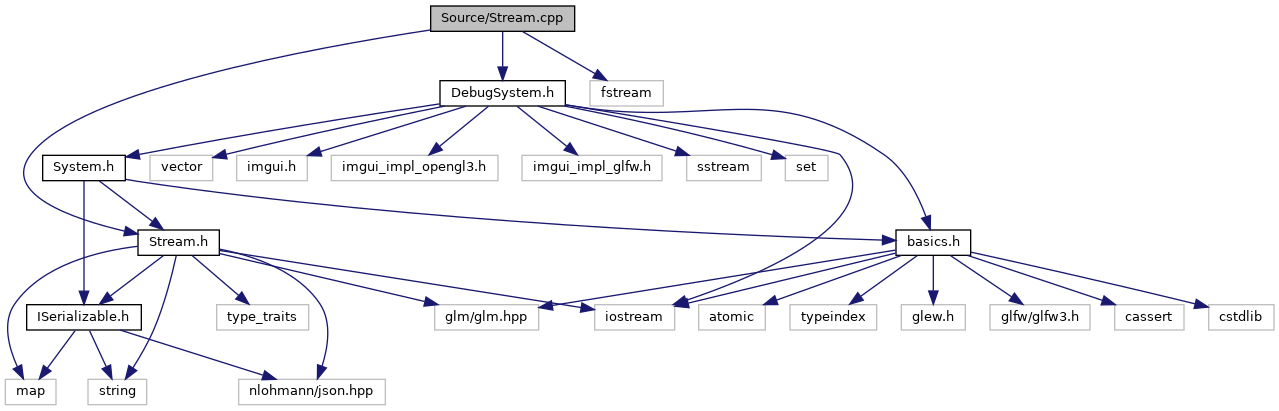 Source/Stream.cpp
DebugSystem.h
fstream
System.h
vector
imgui.h
imgui_impl_opengl3.h
imgui_impl_glfw.h
sstream
set
Stream.h
basics.h
ISerializable.h
type_traits
glm/glm.hpp
iostream
atomic
typeindex
glew.h
glfw/glfw3.h
cassert
cstdlib
map
string
nlohmann/json.hpp